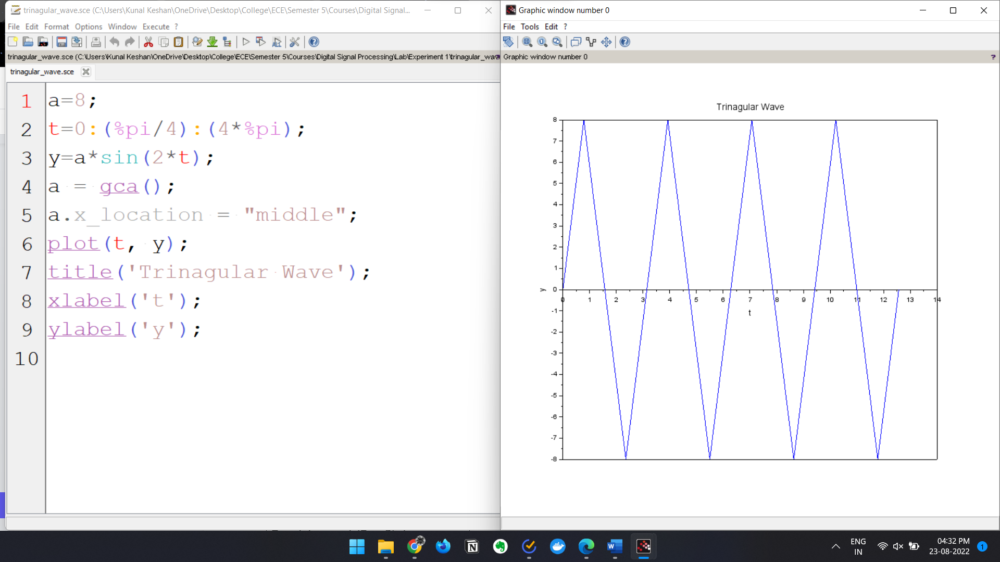 trinagular_wave.sce (C:\Users\Kunal Keshan\OneDrive\Desktop\College\ECE\Semester 5\Courses\Digital Signal...
File Edit Format Options Window Execute ?
trinagular_wave.sce (C:\Users\Kunal Keshan\OneDrive\Desktop\College\ECE\Semester 5\Courses\Digital Signal Processing\Lab\Experiment 1\trinagular_wav
trinagular_wave.sce
1 a=8;
2 t=0:(%pi/4):(4*%pi);
3 y=a*sin(2*t);
4 a = gca();
5 a.x_location = "middle";
6 plot(t, y);
7 title('Trinagular Wave');
8 xlabel('t');
9 ylabel('y');
10
Graphic window number 0
File Tools Edit ?
Graphic window number 0
?
Trinagular Wave
8
7
6
5
4
3
2
1
0
-1
-2
-3
-4
-5
-6
-7
-8
y
0 1 2 3 4 5 6 7 8 9 10 11 12 13 14
t
ENG
IN
04:32 PM
23-08-2022
1